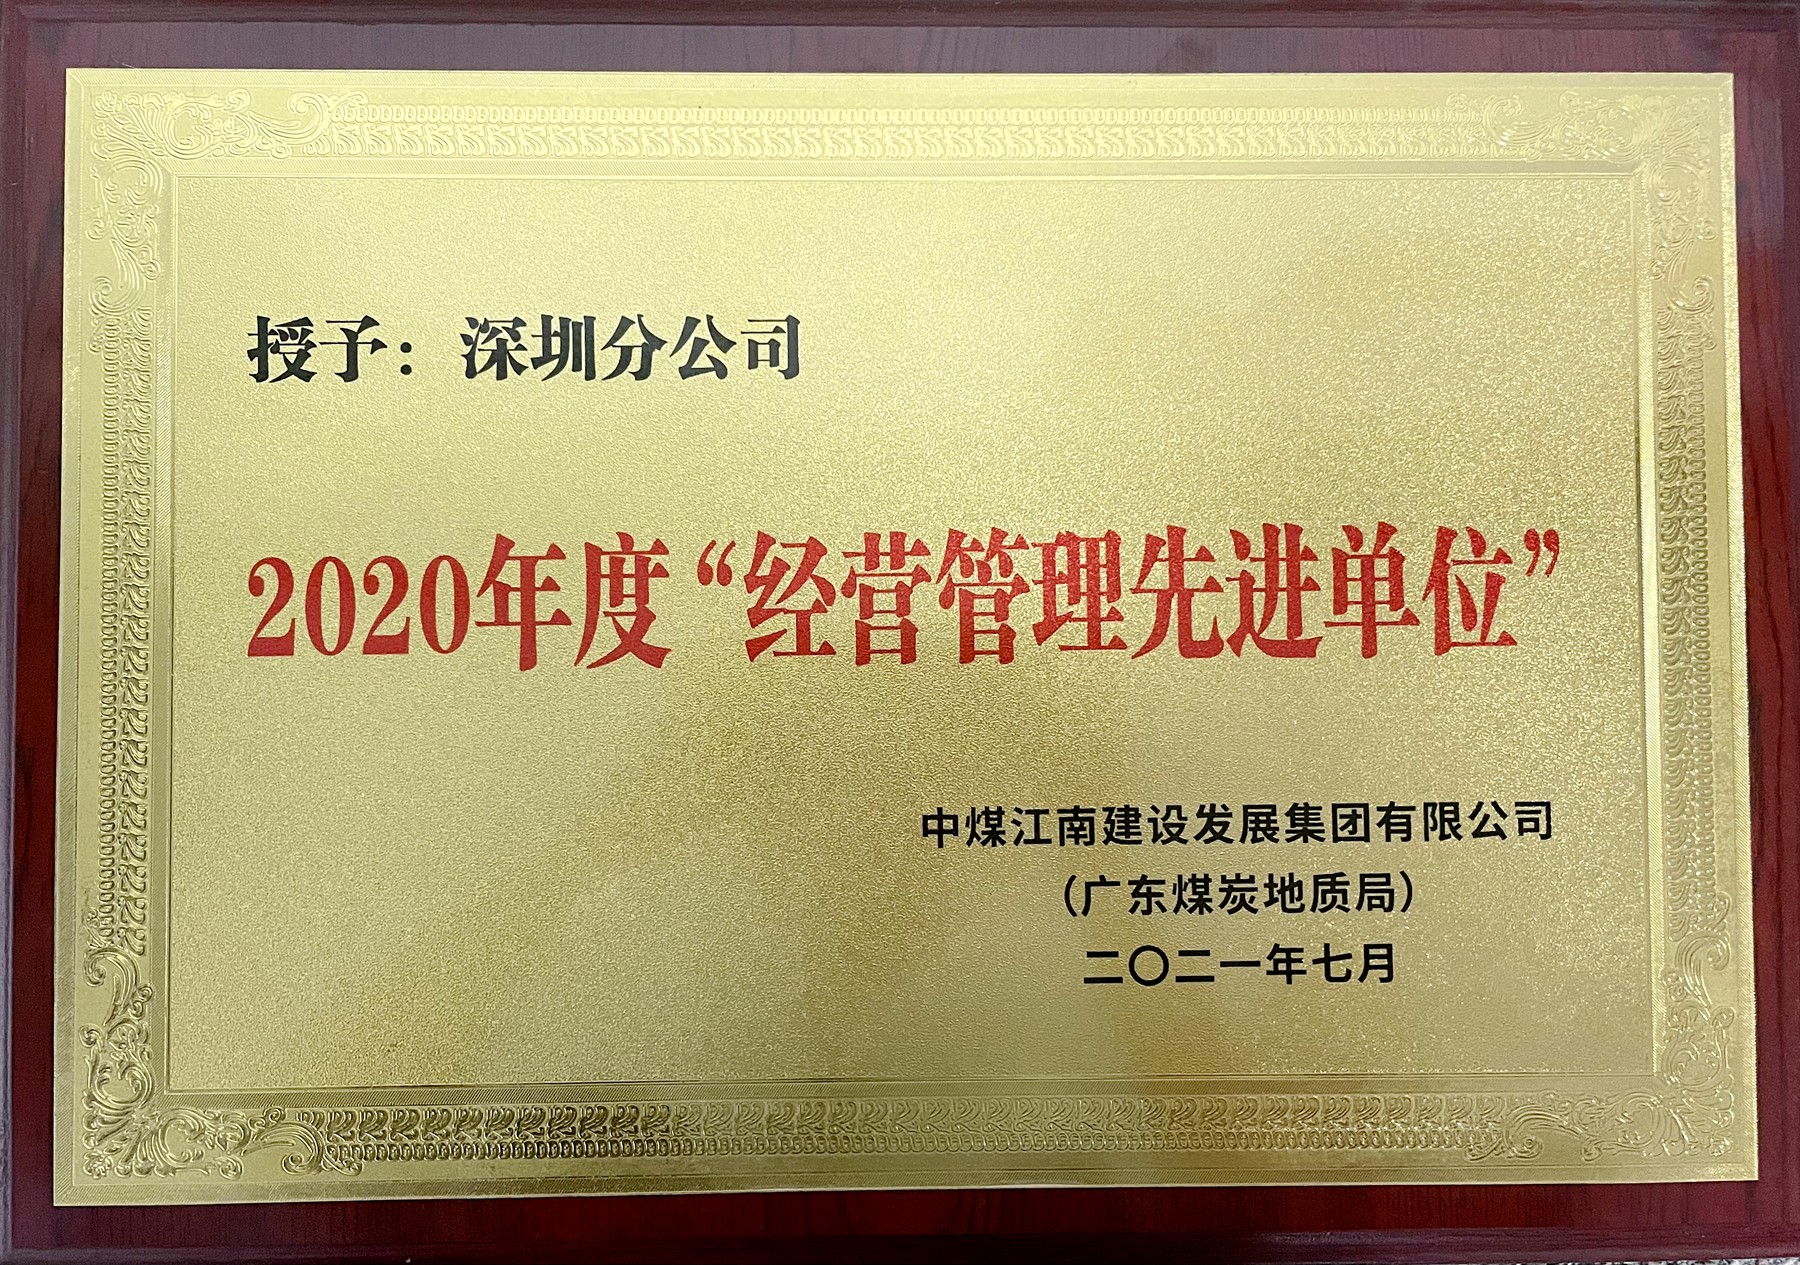 授予：深圳分公司
2020年度“经营管理先进单位”
中煤江南建设发展集团有限公司
（广东煤炭地质局）
二〇二一年七月